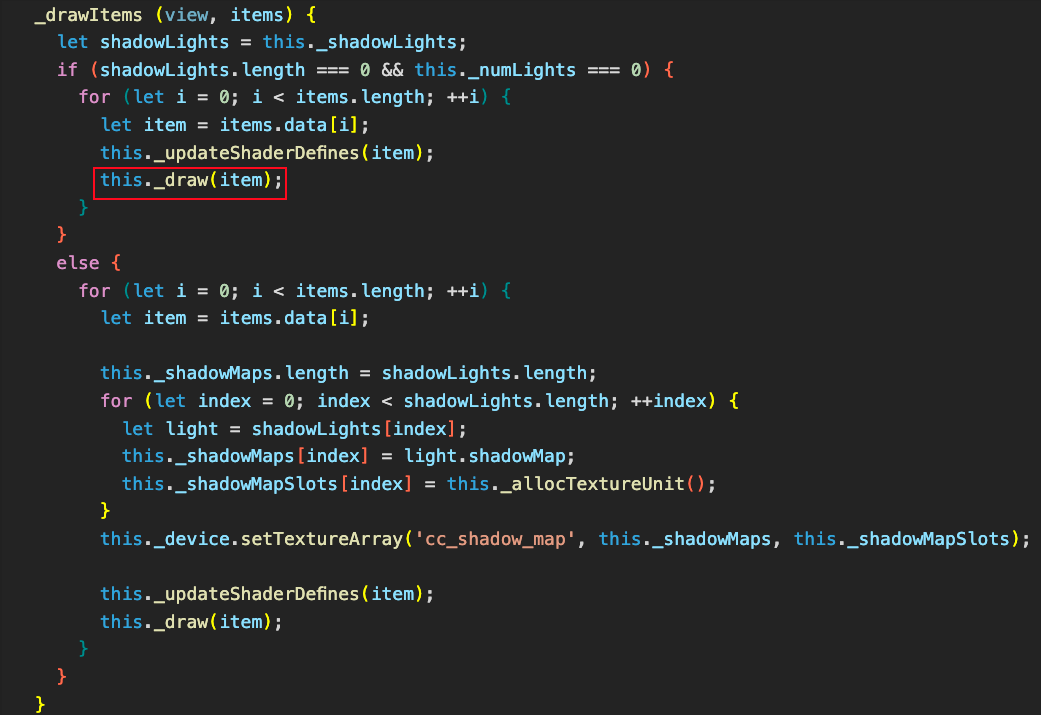 _drawItems (view, items) {
let shadowLights = this._shadowLights;
if (shadowLights.length === 0 && this._numLights === 0) {
for (let i = 0; i < items.length; ++i) {
let item = items.data[i];
this._updateShaderDefines(item);
this._draw(item);
}
}
else {
for (let i = 0; i < items.length; ++i) {
let item = items.data[i];
this._shadowMaps.length = shadowLights.length;
for (let index = 0; index < shadowLights.length; ++index) {
let light = shadowLights[index];
this._shadowMaps[index] = light.shadowMap;
this._shadowMapSlots[index] = this._allocTextureUnit();
}
this._device.setTextureArray('cc_shadow_map', this._shadowMaps, this._shadowMapSlots);
this._updateShaderDefines(item);
this._draw(item);
}
}
}